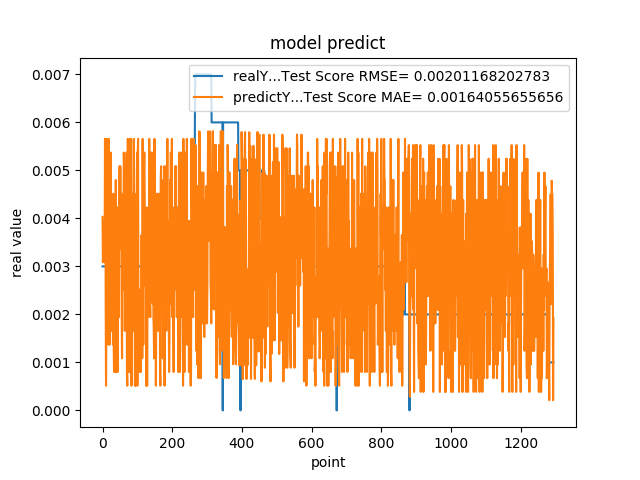 model predict
realY...Test Score RMSE= 0.00201168202783
predictY...Test Score MAE= 0.00164055655656
0.007
0.006
0.005
0.004
0.003
0.002
0.001
0.000
real value
0 200 400 600 800 1000 1200
point